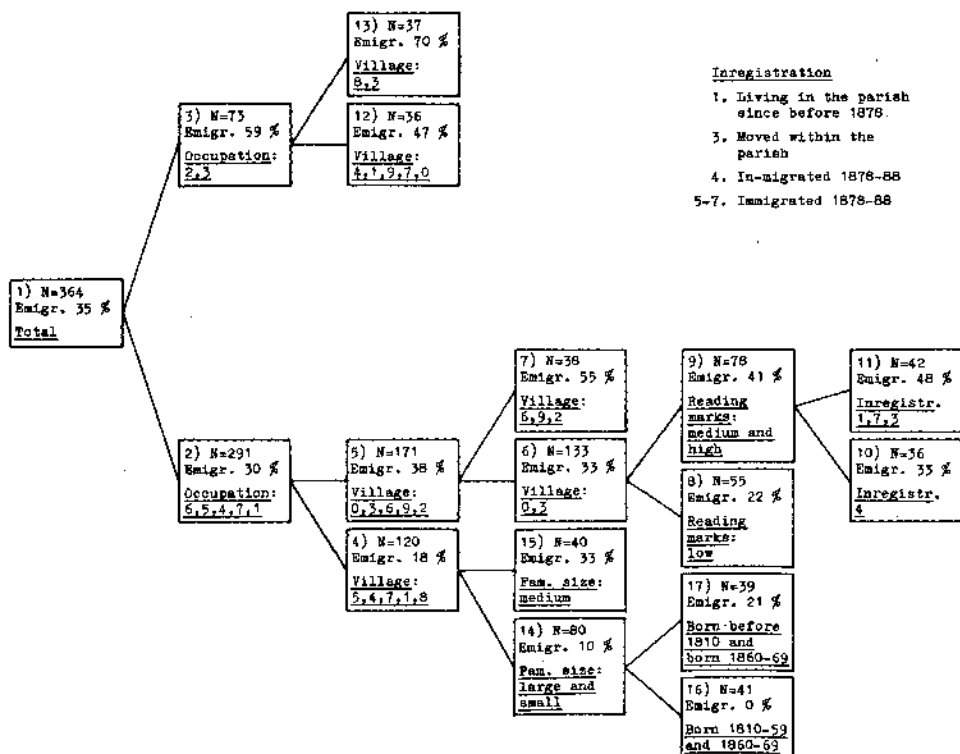 13) N=37
Emigr. 70 %
Village:
8,3
3) N=73
Emigr. 59 %
Occupation:
2,3
12) N=36
Emigr. 47 %
Village:
4,1,9,7,0
Inregistration
1. Living in the parish
since before 1878
3. Moved within the
parish
4. In-migrated 1878-88
5-7. Immigrated 1878-88
1) N=364
Emigr. 35 %
Total
2) N=291
Emigr. 30 %
Occupation:
6,5,4,7,1
5) N=171
Emigr. 38 %
Village:
0,3,6,9,2
4) N=120
Emigr. 18 %
Village:
5,4,7,1,8
7) N=38
Emigr. 55 %
Village:
6,9,2
6) N=133
Emigr. 33 %
Village:
0,3
15) N=40
Emigr. 33 %
Fam. size:
medium
14) N=80
Emigr. 10 %
Fam. size:
large and
small
9) N=78
Emigr. 41 %
Reading
marks:
medium and
high
8) N=55
Emigr. 22 %
Reading
marks:
low
17) N=39
Emigr. 21 %
Born before
1810 and
born 1860-69
16) N=41
Emigr. 0 %
Born 1810-59
and 1860-69
11) N=42
Emigr. 48 %
Inregistr.
1,7,3
10) N=36
Emigr. 33 %
Inregistr.
4